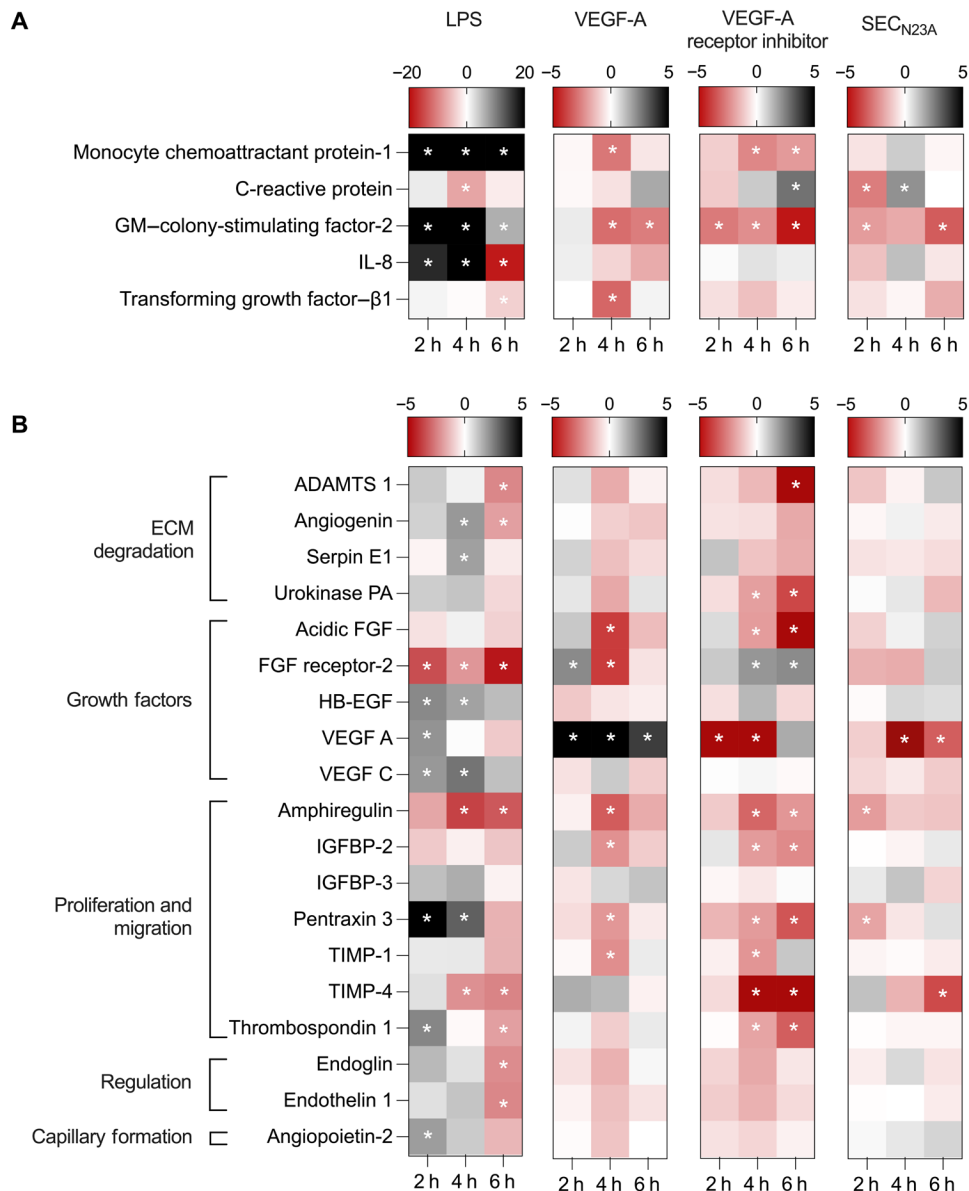 A
LPS
VEGF-A
VEGF-A
receptor inhibitor
SEC_N23A
−20 0 20
−5 0 5
−5 0 5
−5 0 5
Monocyte chemoattractant protein-1
* * *
*
* *
C-reactive protein
*
*
* *
GM–colony-stimulating factor-2
* * *
* *
* * *
* *
IL-8
* * *
Transforming growth factor–β1
*
*
2 h 4 h 6 h
2 h 4 h 6 h
2 h 4 h 6 h
2 h 4 h 6 h
B
−5 0 5
−5 0 5
−5 0 5
−5 0 5
ECM
degradation
ADAMTS 1
*
*
Angiogenin
* *
Serpin E1
*
Urokinase PA
* *
Growth factors
Acidic FGF
*
* *
FGF receptor-2
* * *
* *
* *
HB-EGF
* *
VEGF A
*
* * *
* *
* *
VEGF C
* *
Proliferation and
migration
Amphiregulin
* *
*
* *
*
IGFBP-2
*
* *
IGFBP-3
Pentraxin 3
* *
*
* *
*
TIMP-1
*
*
TIMP-4
* *
* *
*
Thrombospondin 1
* *
* *
Regulation
Endoglin
*
Endothelin 1
*
Capillary formation
Angiopoietin-2
*
2 h 4 h 6 h
2 h 4 h 6 h
2 h 4 h 6 h
2 h 4 h 6 h